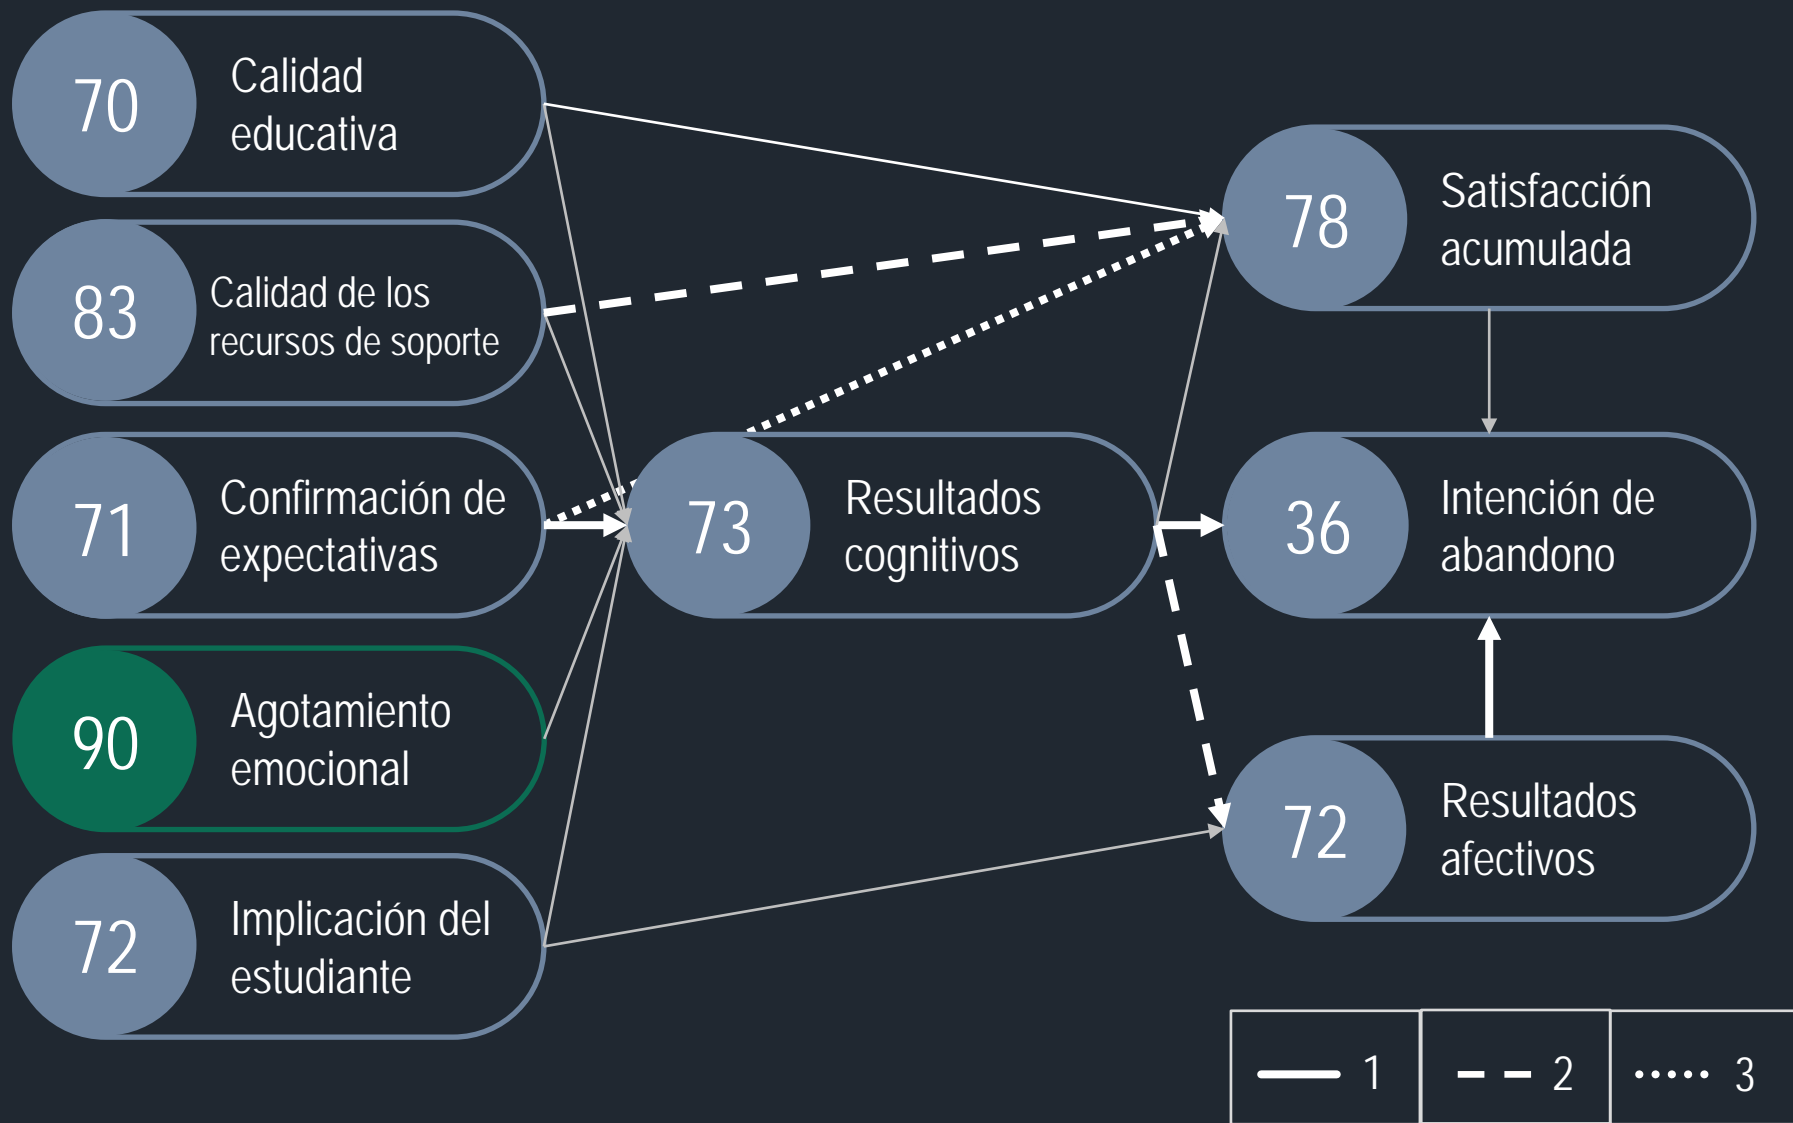 70
Calidad
educativa
83
Calidad de los
recursos de soporte
71
Confirmación de
expectativas
90
Agotamiento
emocional
72
Implicación del
estudiante
73
Resultados
cognitivos
78
Satisfacción
acumulada
36
Intención de
abandono
72
Resultados
afectivos
1
2
3